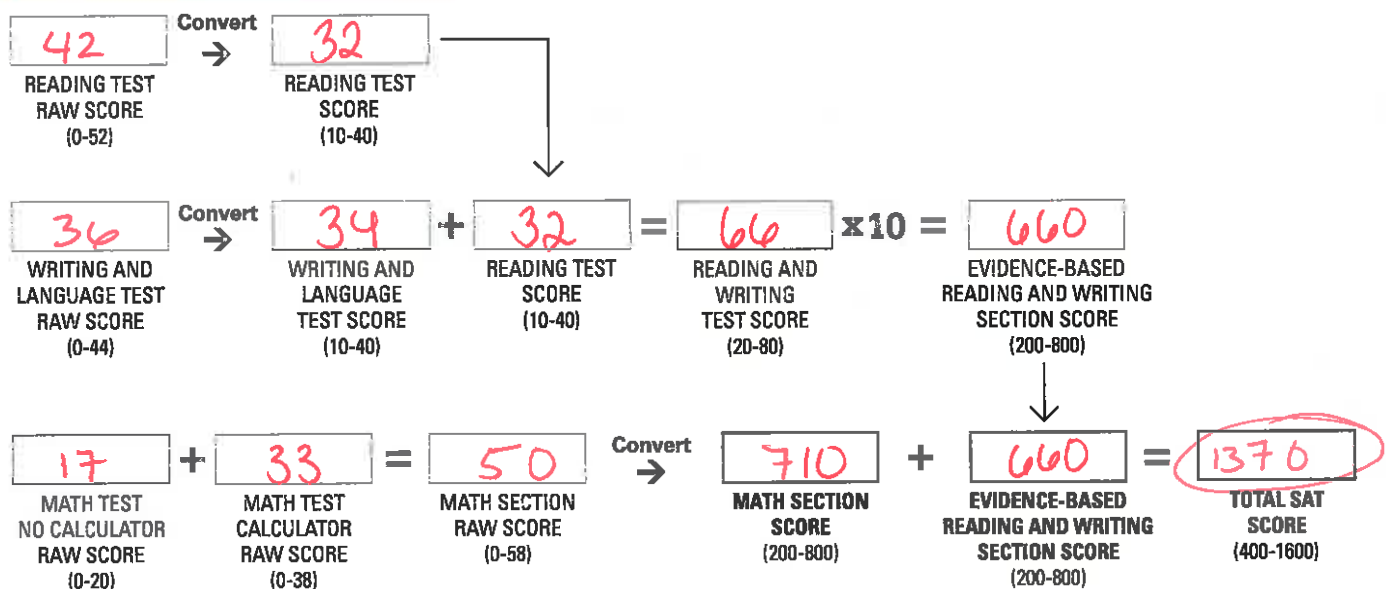 42 Convert → 32
READING TEST RAW SCORE (0-52)
READING TEST SCORE (10-40)
36 Convert → 34 + 32 = 66 x10 = 660
WRITING AND LANGUAGE TEST RAW SCORE (0-44)
WRITING AND LANGUAGE TEST SCORE (10-40)
READING TEST SCORE (10-40)
READING AND WRITING TEST SCORE (20-80)
EVIDENCE-BASED READING AND WRITING SECTION SCORE (200-800)
17 + 33 = 50 Convert → 710 + 660 = 1370
MATH TEST NO CALCULATOR RAW SCORE (0-20)
MATH TEST CALCULATOR RAW SCORE (0-38)
MATH SECTION RAW SCORE (0-58)
MATH SECTION SCORE (200-800)
EVIDENCE-BASED READING AND WRITING SECTION SCORE (200-800)
TOTAL SAT SCORE (400-1600)